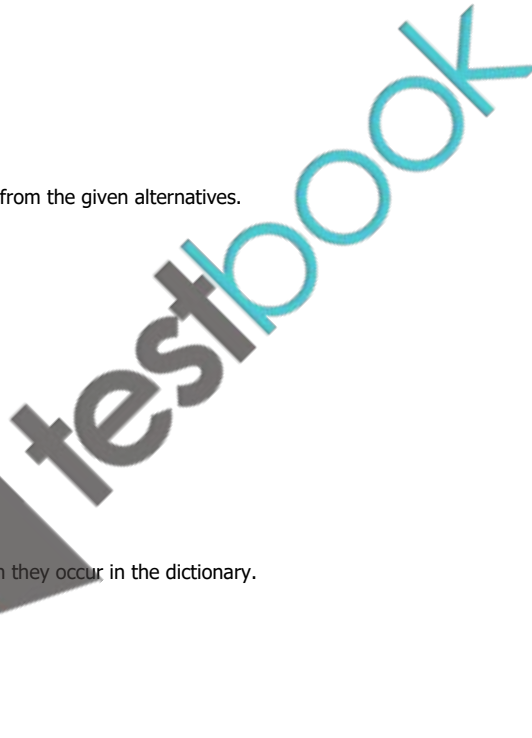 from the given alternatives.
testbook
they occur in the dictionary.